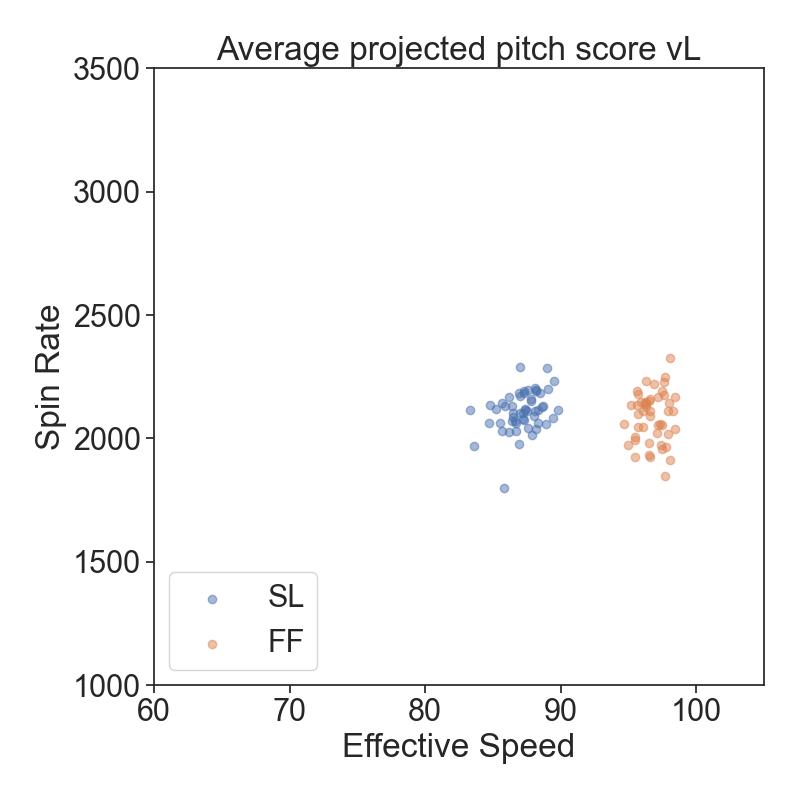 Average projected pitch score vL
3500
3000
2500
2000
1500
1000
Spin Rate
SL
FF
60 70 80 90 100
Effective Speed